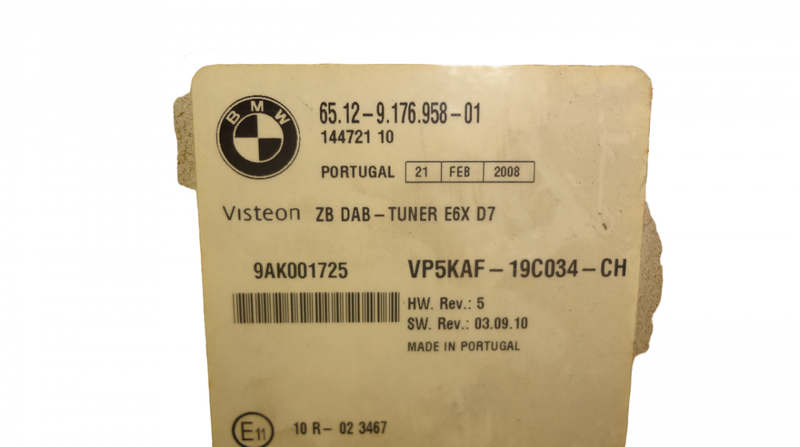 BMW
65.12-9.176.958-01
144721 10
PORTUGAL 21 FEB 2008
Visteon ZB DAB-TUNER E6X D7
9AK001725 VP5KAF-19C034-CH
HW. Rev.: 5
SW. Rev.: 03.09.10
MADE IN PORTUGAL
E11 10 R-02 3467